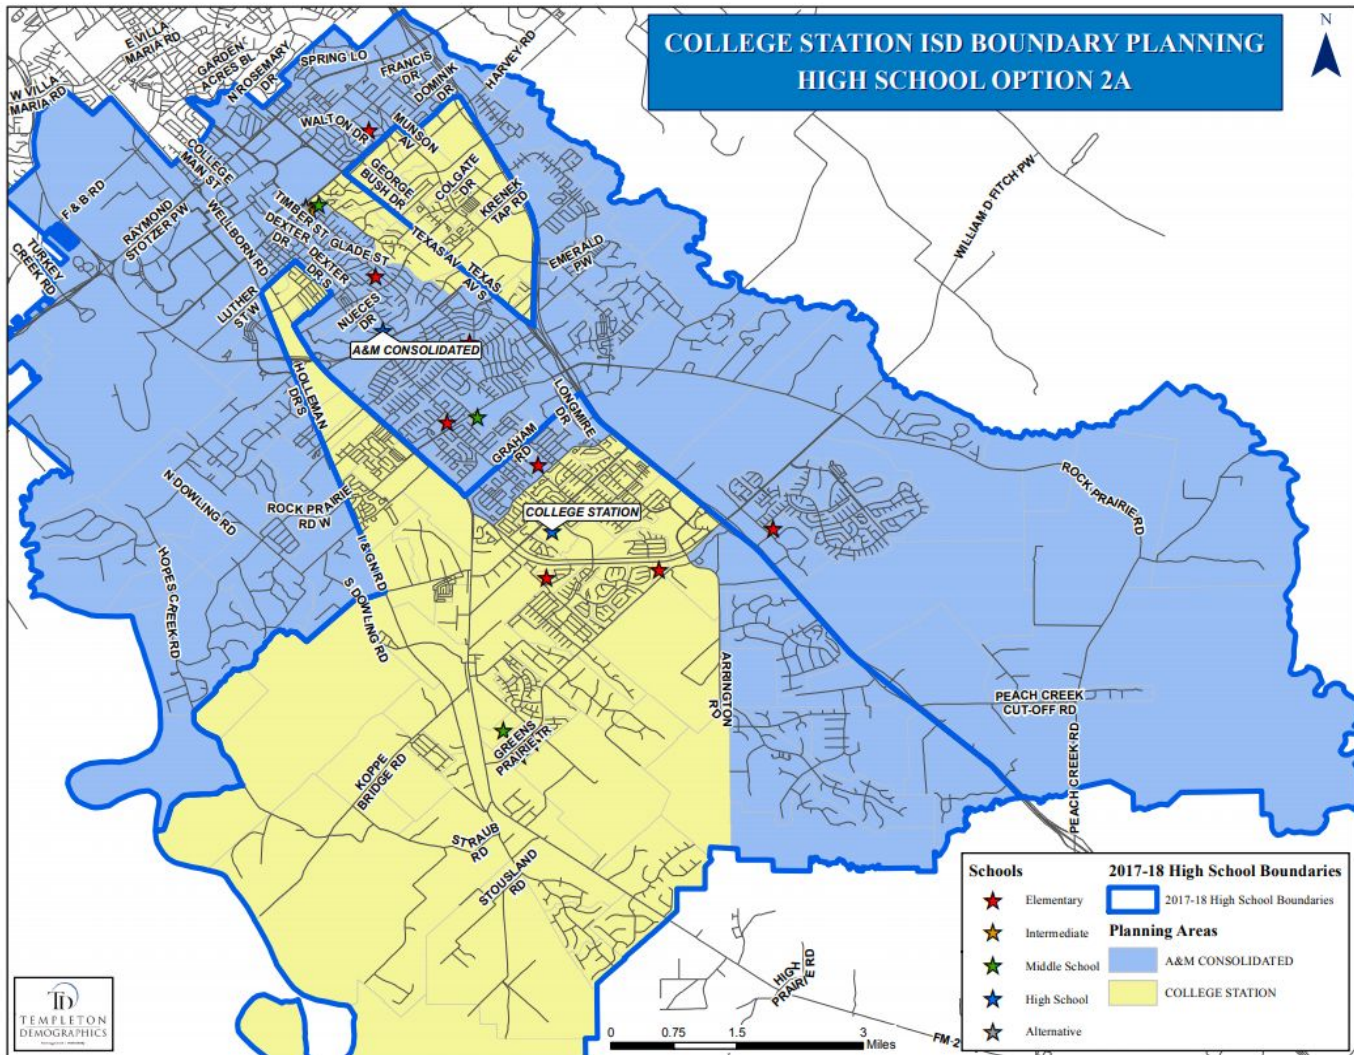 COLLEGE STATION ISD BOUNDARY PLANNING
HIGH SCHOOL OPTION 2A
N
E VILLA
MARIA RD
W VILLA
MARIA RD
GARDEN
ACRES BL
N ROSEMARY
DR
SPRING LO
FRANCIS
DR
DOMINIK
DR
HARVEY RD
WALTON DR
MUNSON
AV
COLLEGE
MAIN ST
GEORGE
BUSH DR
COLGATE
DR
KRENEK
TAP RD
WILLIAM D FITCH PW
F & B RD
RAYMOND
STOTZER PW
WELLBORN RD
TIMBER ST
DEXTER
DR
GLADE ST
DEXTER
DR S
TEXAS AV
TEXAS
AV S
EMERALD
PW
TURKEY
CREEK RD
LUTHER
ST W
NUECES
DR
A&M CONSOLIDATED
HOLLEMAN
DR S
LONGMIRE
DR
GRAHAM
RD
ROCK PRAIRIE
RD
N DOWLING RD
ROCK PRAIRIE
RD W
COLLEGE STATION
I & GN RD
S DOWLING RD
HOPES CREEK RD
ARRINGTON
RD
PEACH CREEK
CUT-OFF RD
PEACH CREEK RD
GREENS
PRAIRIE TR
KOPPE
BRIDGE RD
STRAUB
RD
STOUSLAND
RD
HIGH
PRAIRIE RD
FM-2
Schools
Elementary
Intermediate
Middle School
High School
Alternative
2017-18 High School Boundaries
2017-18 High School Boundaries
Planning Areas
A&M CONSOLIDATED
COLLEGE STATION
TD
TEMPLETON
DEMOGRAPHICS
0 0.75 1.5 3
Miles